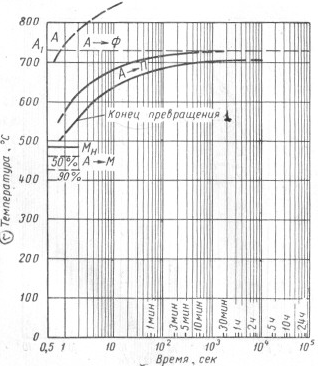 800
A₁
A
А→Ф
700
А→П
600
Конец превращения
500
Мн
50%
А→М
90%
400
300
200
100
0
Температура, °C
1 мин
3 мин
5 мин
10 мин
30 мин
1 ч
2 ч
5 ч
10 ч
24 ч
0,5
1
10
10²
10³
10⁴
10⁵
Время, сек